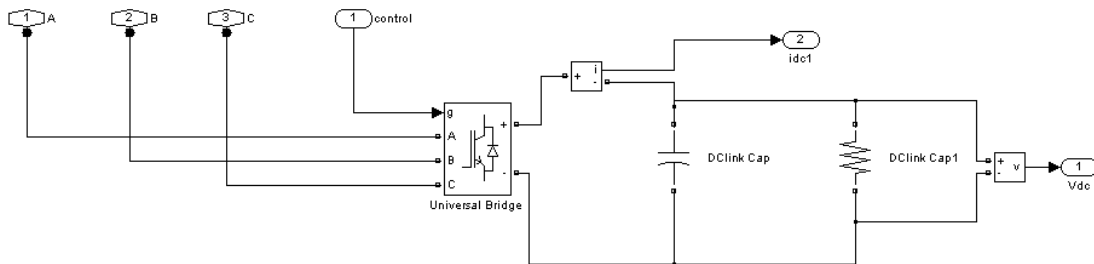 1 A
2 B
3 C
1 control
2
idc1
i
+
-
g
A
B
C
+
-
Universal Bridge
DClink Cap
DClink Cap1
+
-
v
1
Vdc